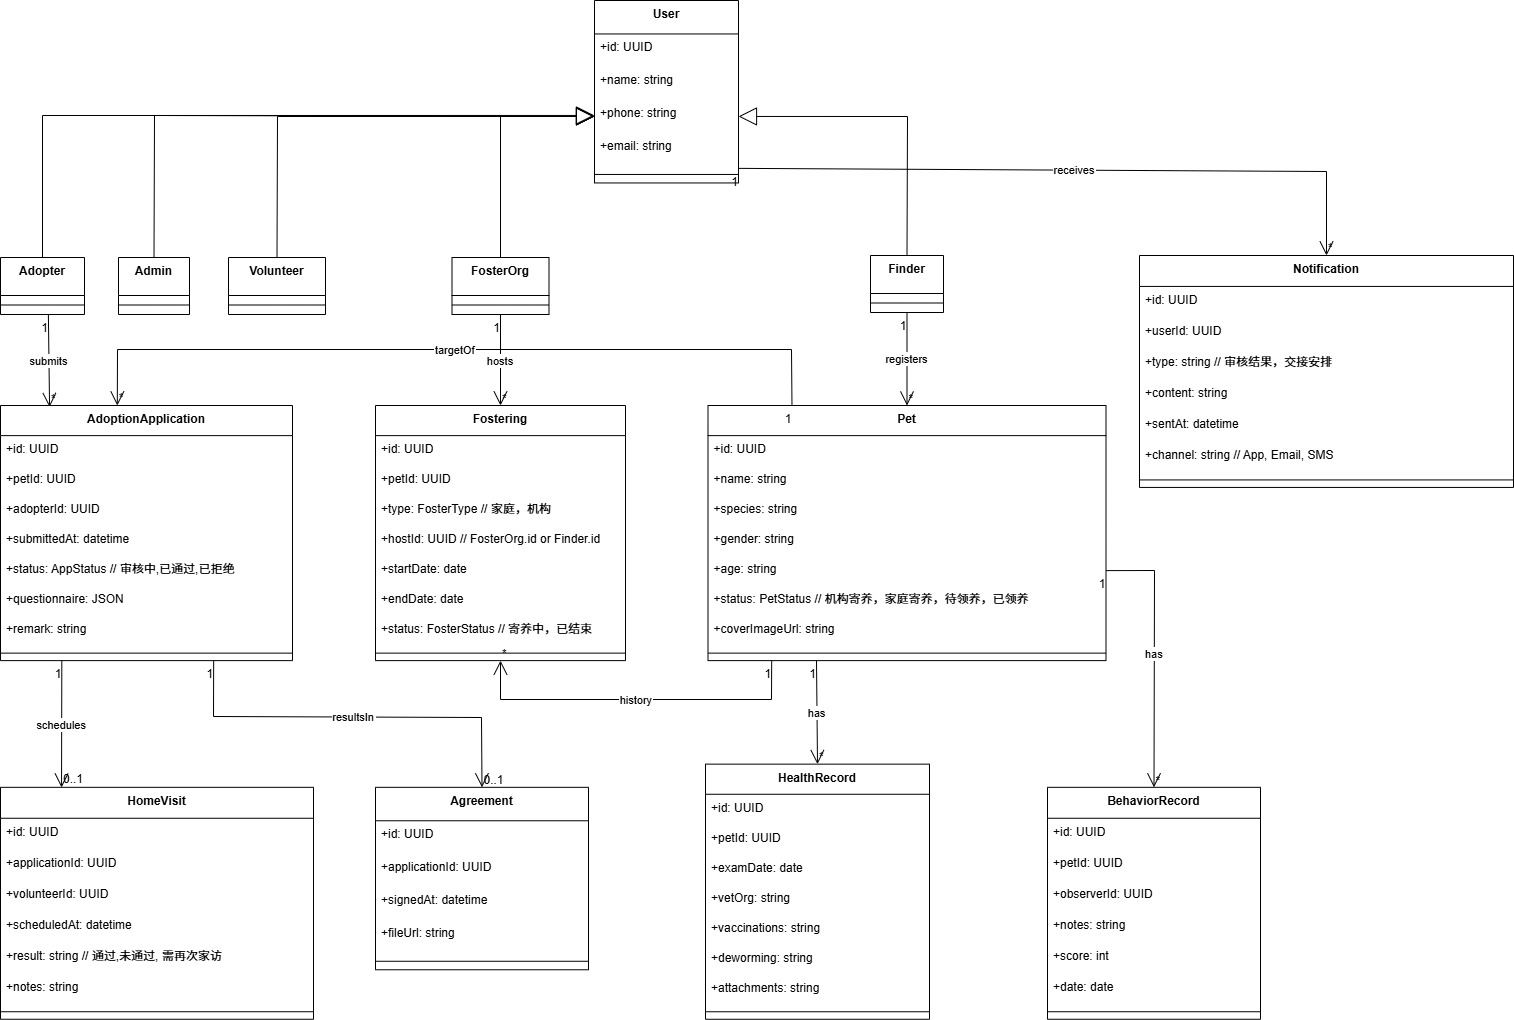 User
+id: UUID
+name: string
+phone: string
+email: string
1
receives
*
Adopter
Admin
Volunteer
FosterOrg
Finder
1
submits
*
1
hosts
*
targetOf
*
1
1
registers
*
Notification
+id: UUID
+userId: UUID
+type: string // 审核结果，交接安排
+content: string
+sentAt: datetime
+channel: string // App, Email, SMS
AdoptionApplication
+id: UUID
+petId: UUID
+adopterId: UUID
+submittedAt: datetime
+status: AppStatus // 审核中,已通过,已拒绝
+questionnaire: JSON
+remark: string
Fostering
+id: UUID
+petId: UUID
+type: FosterType // 家庭，机构
+hostId: UUID // FosterOrg.id or Finder.id
+startDate: date
+endDate: date
+status: FosterStatus // 寄养中，已结束
*
Pet
+id: UUID
+name: string
+species: string
+gender: string
+age: string
+status: PetStatus // 机构寄养，家庭寄养，待领养，已领养
+coverImageUrl: string
1
has
*
1
schedules
0..1
1
resultsIn
0..1
1
history
1
has
*
HomeVisit
+id: UUID
+applicationId: UUID
+volunteerId: UUID
+scheduledAt: datetime
+result: string // 通过,未通过, 需再次家访
+notes: string
Agreement
+id: UUID
+applicationId: UUID
+signedAt: datetime
+fileUrl: string
HealthRecord
+id: UUID
+petId: UUID
+examDate: date
+vetOrg: string
+vaccinations: string
+deworming: string
+attachments: string
BehaviorRecord
+id: UUID
+petId: UUID
+observerId: UUID
+notes: string
+score: int
+date: date